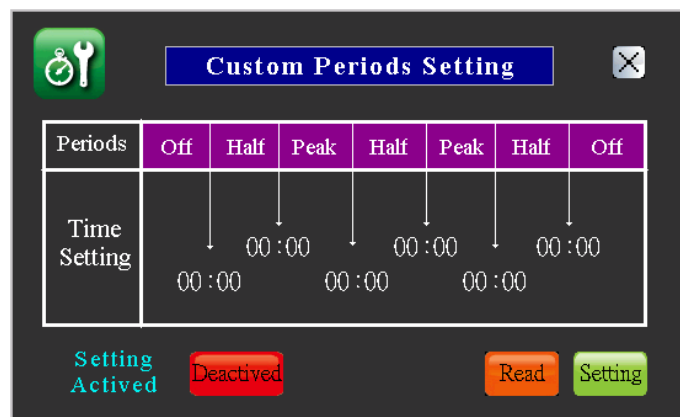 Custom Periods Setting
Periods Off Half Peak Half Peak Half Off
Time
Setting
00:00 00:00 00:00
00:00 00:00 00:00
Setting
Actived
Deactived
Read
Setting